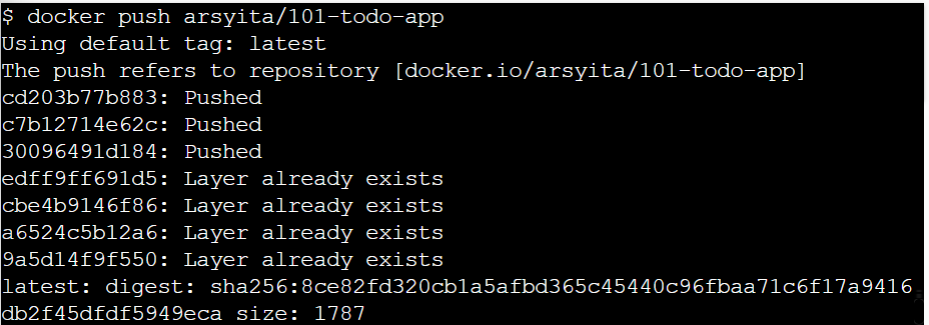 $ docker push arsyita/101-todo-app
Using default tag: latest
The push refers to repository [docker.io/arsyita/101-todo-app]
cd203b77b883: Pushed
c7b12714e62c: Pushed
30096491d184: Pushed
edff9ff691d5: Layer already exists
cbe4b9146f86: Layer already exists
a6524c5b12a6: Layer already exists
9a5d14f9f550: Layer already exists
latest: digest: sha256:8ce82fd320cb1a5afbd365c45440c96fbaa71c6f17a9416
db2f45dfdf5949eca size: 1787